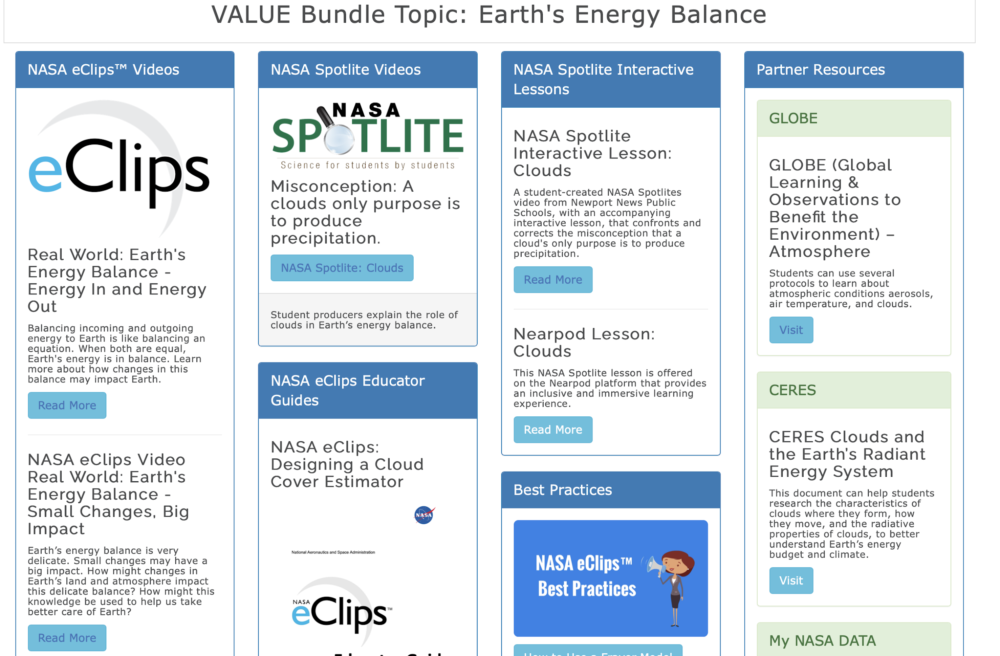 VALUE Bundle Topic: Earth's Energy Balance
NASA eClips™ Videos
eClips
Real World: Earth's
Energy Balance -
Energy In and Energy
Out
Balancing incoming and outgoing
energy to Earth is like balancing an
equation. When both are equal,
Earth's energy is in balance. Learn
more about how changes in this
balance may impact Earth.
Read More
NASA eClips Video
Real World: Earth's
Energy Balance -
Small Changes, Big
Impact
Earth’s energy balance is very
delicate. Small changes may have a
big impact. How might changes in
Earth’s land and atmosphere impact
this delicate balance? How might this
knowledge be used to help us take
better care of Earth?
Read More
NASA Spotlite Videos
NASA
SPOTLITE
Science for students by students
Misconception: A
clouds only purpose is
to produce
precipitation.
NASA Spotlite: Clouds
Student producers explain the role of
clouds in Earth’s energy balance.
NASA eClips Educator
Guides
NASA eClips:
Designing a Cloud
Cover Estimator
NASA
National Aeronautics and Space Administration
NASA
eClips™
Educator Guide
NASA Spotlite Interactive
Lessons
NASA Spotlite
Interactive Lesson:
Clouds
A student-created NASA Spotlites
video from Newport News Public
Schools, with an accompanying
interactive lesson, that confronts and
corrects the misconception that a
cloud's only purpose is to produce
precipitation.
Read More
Nearpod Lesson:
Clouds
This NASA Spotlite lesson is offered
on the Nearpod platform that provides
an inclusive and immersive learning
experience.
Read More
Best Practices
NASA eClips™
Best Practices
How to Use a Frayer Model
Partner Resources
GLOBE
GLOBE (Global
Learning &
Observations to
Benefit the
Environment) –
Atmosphere
Students can use several
protocols to learn about
atmospheric conditions aerosols,
air temperature, and clouds.
Visit
CERES
CERES Clouds and
the Earth’s Radiant
Energy System
This document can help students
research the characteristics of
clouds where they form, how
they move, and the radiative
properties of clouds, to better
understand Earth’s energy
budget and climate.
Visit
My NASA DATA